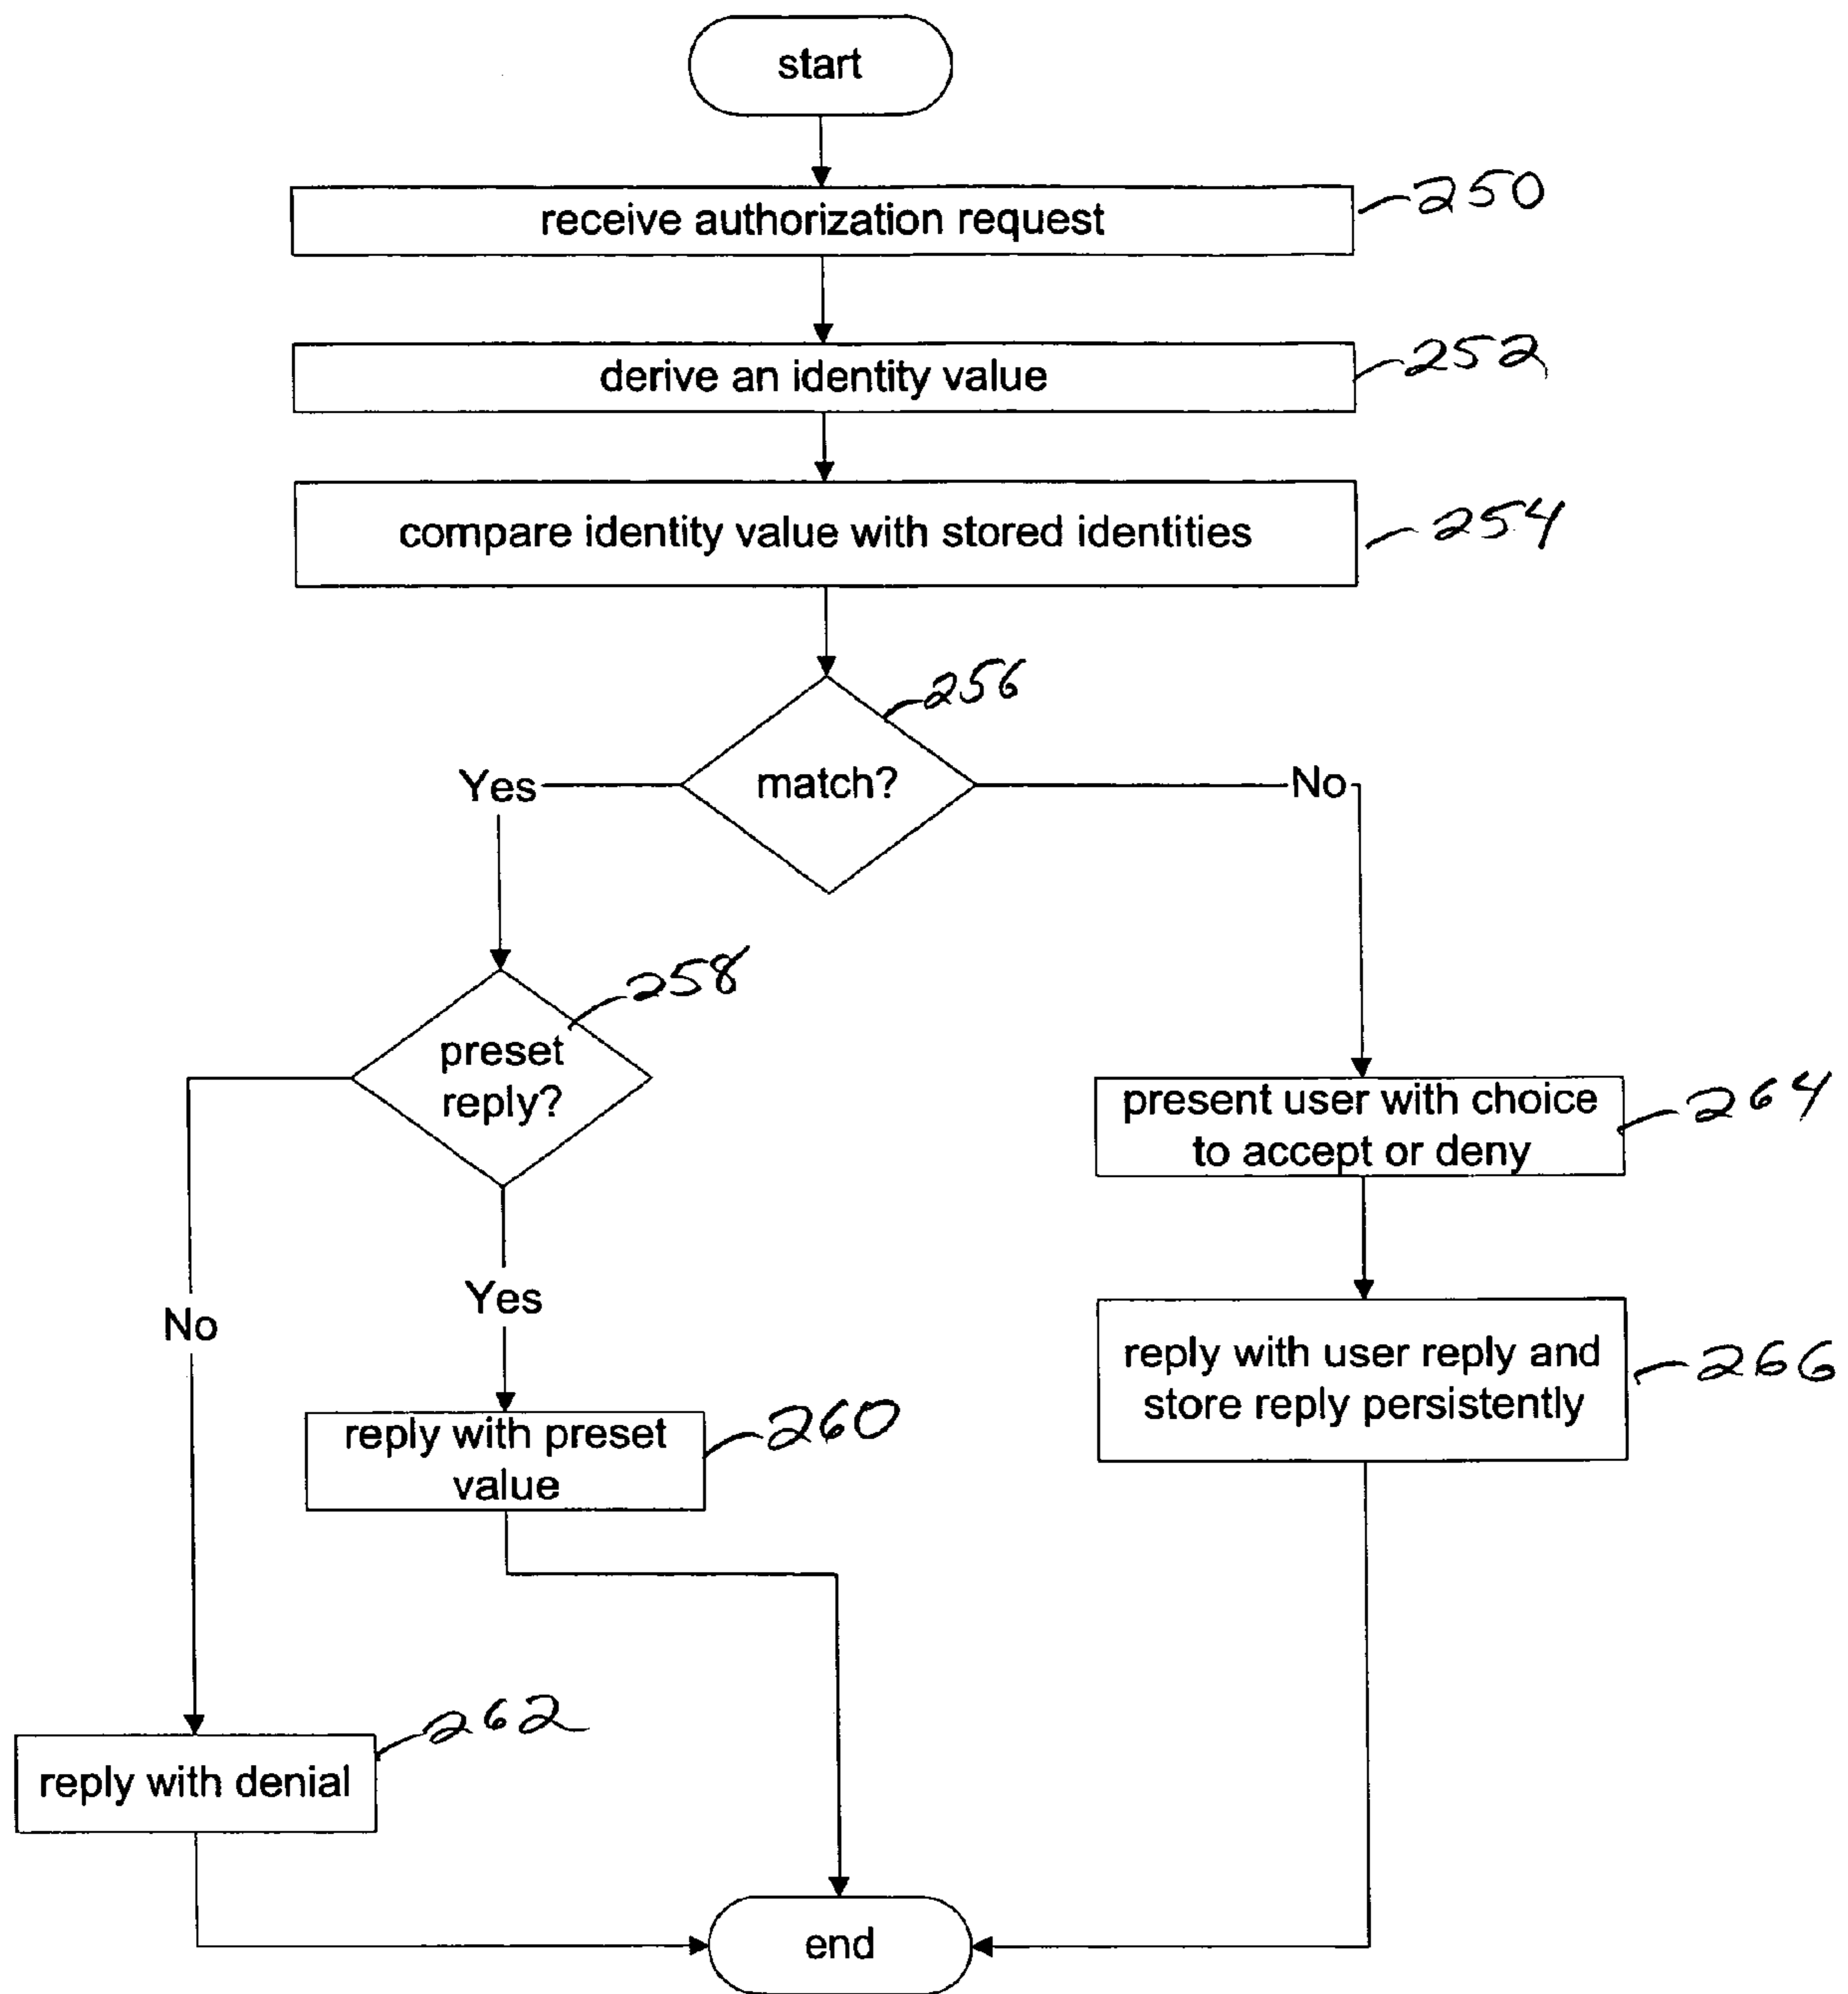 start
receive authorization request
250
derive an identity value
252
compare identity value with stored identities
254
256
match?
Yes
No
258
preset
reply?
present user with choice
to accept or deny
264
No
Yes
reply with user reply and
store reply persistently
266
reply with preset
value
260
reply with denial
262
end